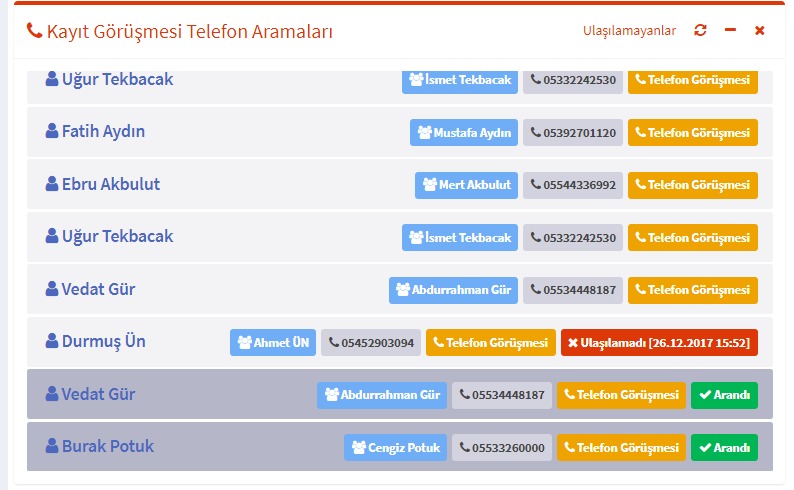 Kayıt Görüşmesi Telefon Aramaları Ulaşılamayanlar
Uğur Tekbacak İsmet Tekbacak 05332242530 Telefon Görüşmesi
Fatih Aydın Mustafa Aydın 05392701120 Telefon Görüşmesi
Ebru Akbulut Mert Akbulut 05544336992 Telefon Görüşmesi
Uğur Tekbacak İsmet Tekbacak 05332242530 Telefon Görüşmesi
Vedat Gür Abdurrahman Gür 05534448187 Telefon Görüşmesi
Durmuş Ün Ahmet ÜN 05452903094 Telefon Görüşmesi Ulaşılamadı [26.12.2017 15:52]
Vedat Gür Abdurrahman Gür 05534448187 Telefon Görüşmesi Arandı
Burak Potuk Cengiz Potuk 05533260000 Telefon Görüşmesi Arandı